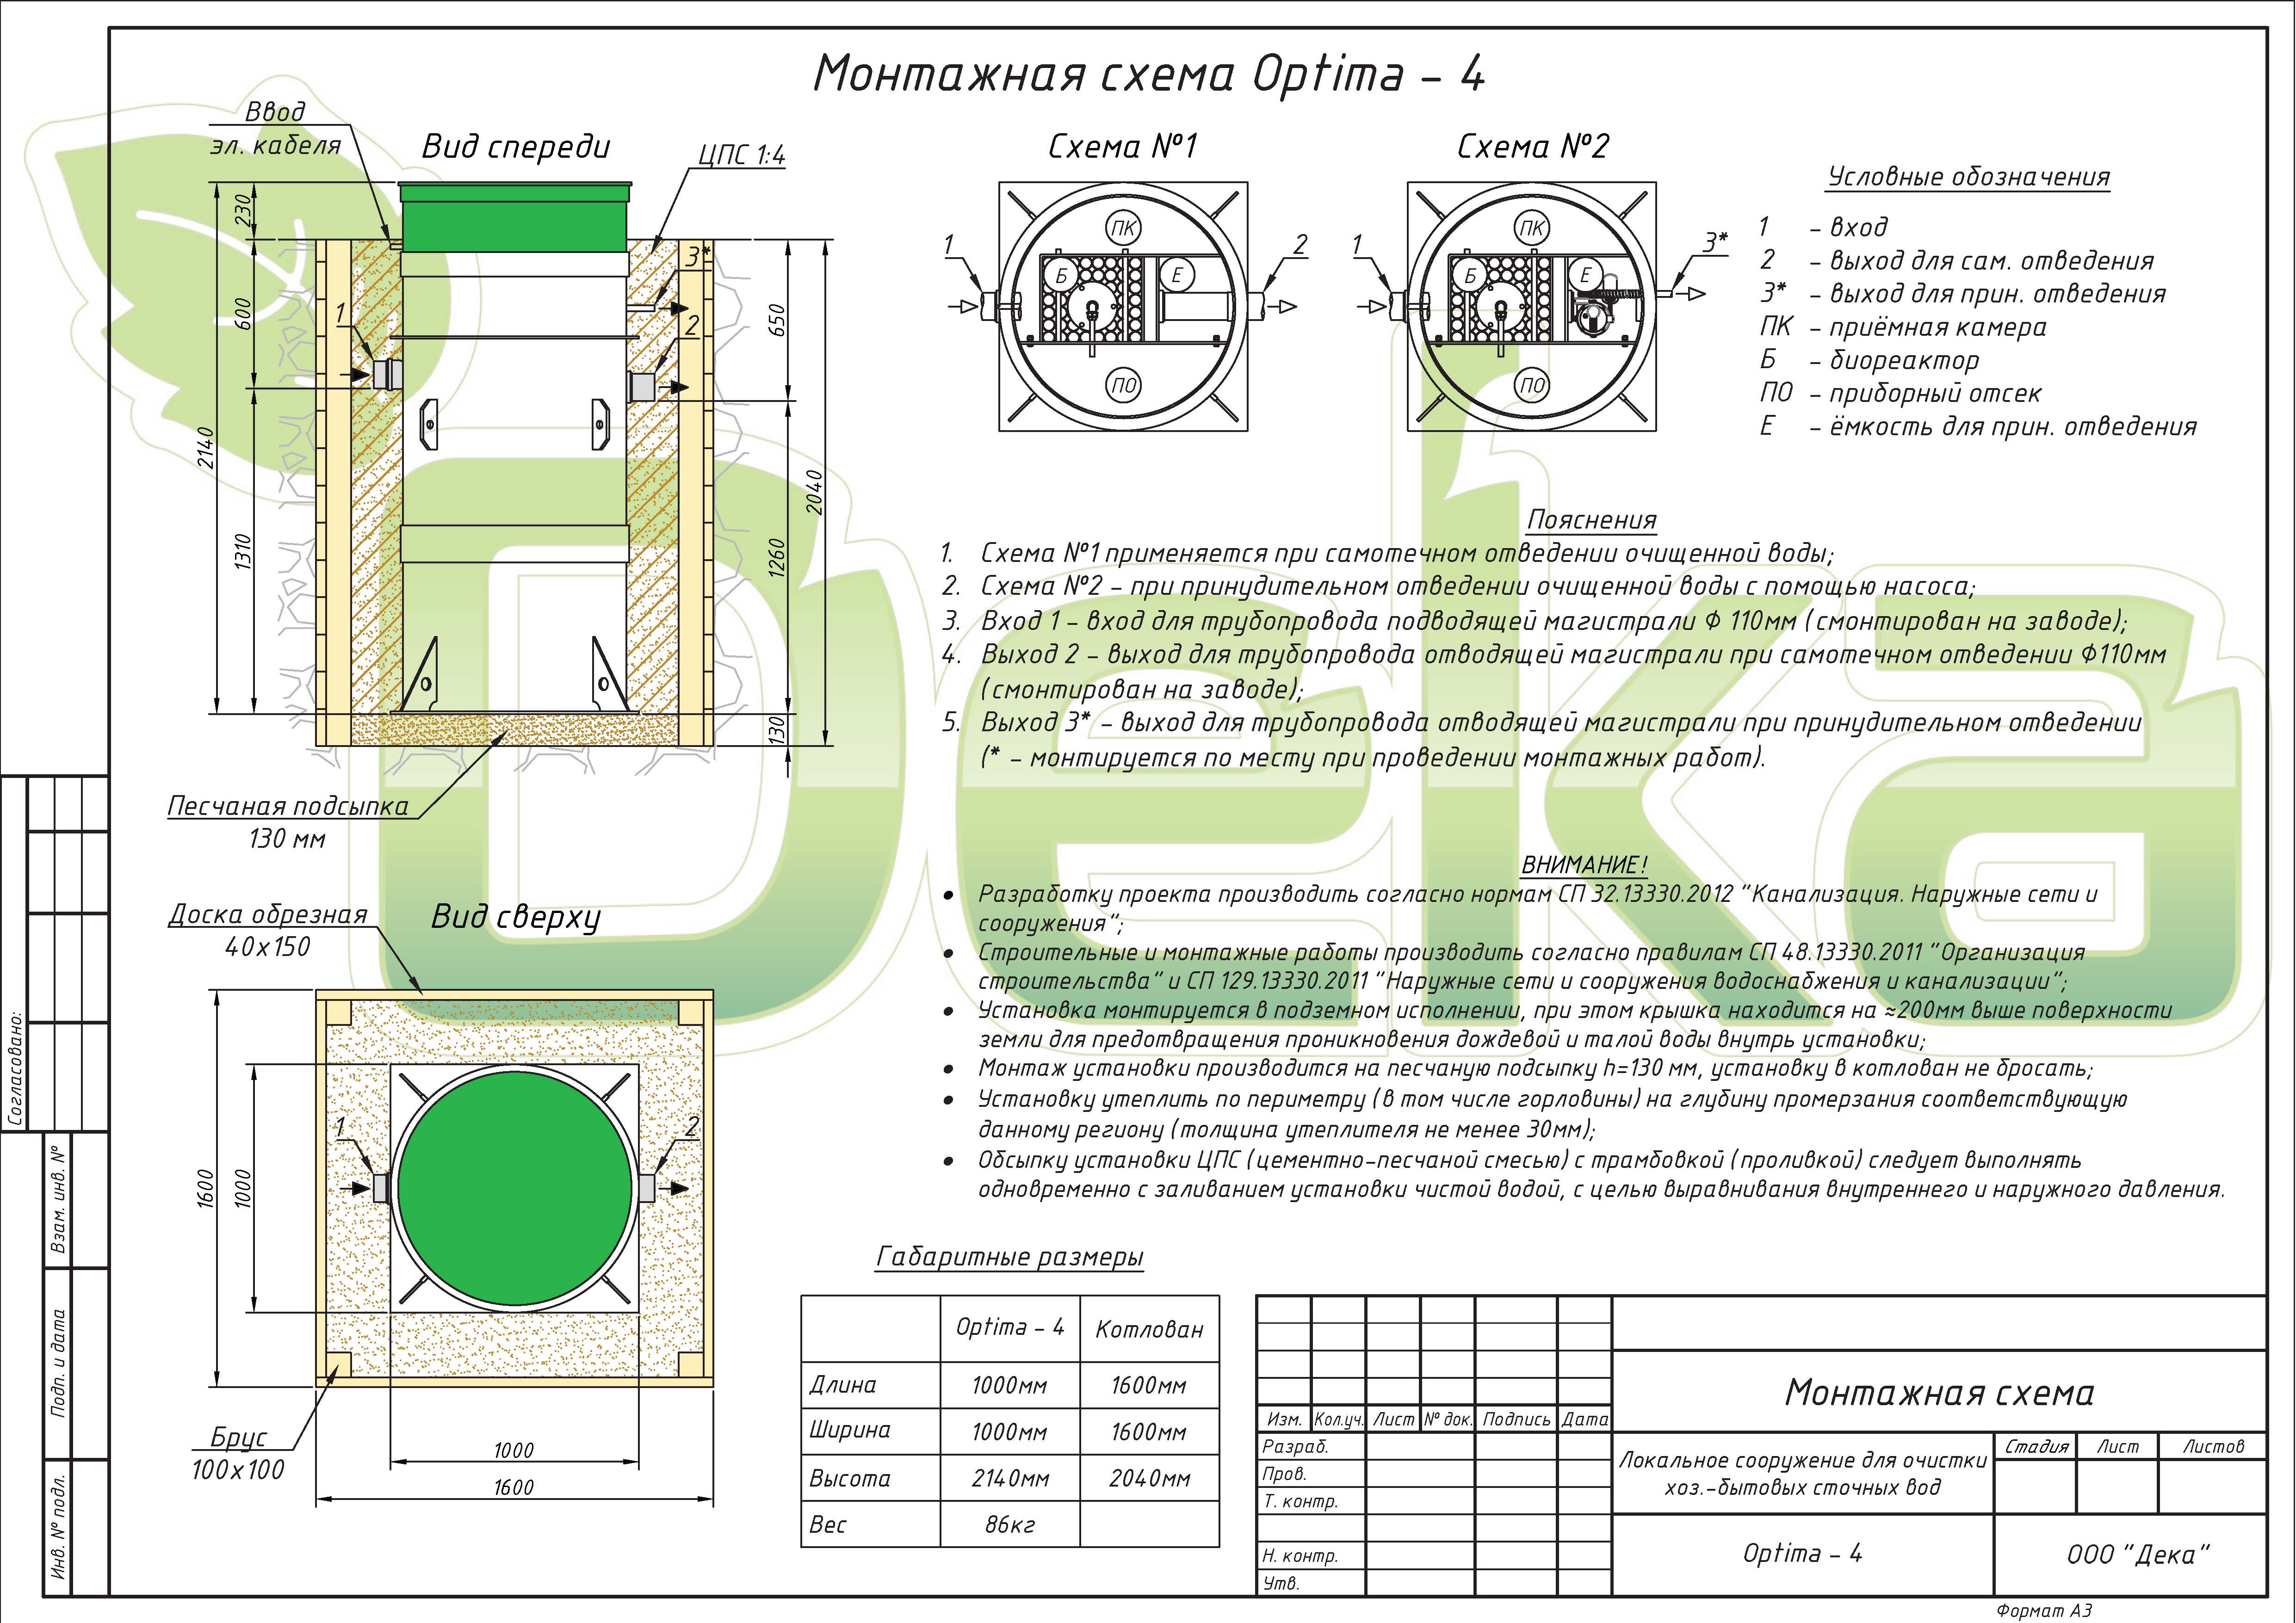 Монтажная схема Optima - 4
Ввод
эл. кабеля
Вид спереди
ЦПС 1:4
230
600
650
1
3*
2
2140
1310
2040
1260
130
Песчаная подсыпка
130 мм
Схема №1
1
2
ПК
Б
Е
ПО
Схема №2
1
3*
ПК
Б
Е
ПО
Условные обозначения
1 - вход
2 - выход для сам. отведения
3* - выход для прин. отведения
ПК - приёмная камера
Б - биореактор
ПО - приборный отсек
Е - ёмкость для прин. отведения
Пояснения
1. Схема №1 применяется при самотечном отведении очищенной воды;
2. Схема №2 - при принудительном отведении очищенной воды с помощью насоса;
3. Вход 1 - вход для трубопровода подводящей магистрали Ф 110мм (смонтирован на заводе);
4. Выход 2 - выход для трубопровода отводящей магистрали при самотечном отведении Ф110мм
(смонтирован на заводе);
5. Выход 3* - выход для трубопровода отводящей магистрали при принудительном отведении
(* - монтируется по месту при проведении монтажных работ).
Deka
ВНИМАНИЕ!
• Разработку проекта производить согласно нормам СП 32.13330.2012 "Канализация. Наружные сети и
сооружения";
• Строительные и монтажные работы производить согласно правилам СП 48.13330.2011 "Организация
строительства" и СП 129.13330.2011 "Наружные сети и сооружения водоснабжения и канализации";
• Установка монтируется в подземном исполнении, при этом крышка находится на ≈200мм выше поверхности
земли для предотвращения проникновения дождевой и талой воды внутрь установки;
• Монтаж установки производится на песчаную подсыпку h=130 мм, установку в котлован не бросать;
• Установку утеплить по периметру (в том числе горловины) на глубину промерзания соответствующую
данному региону (толщина утеплителя не менее 30мм);
• Обсыпку установки ЦПС (цементно-песчаной смесью) с трамбовкой (проливкой) следует выполнять
одновременно с заливанием установки чистой водой, с целью выравнивания внутреннего и наружного давления.
Доска обрезная
40х150
Вид сверху
1
2
1600
1000
Брус
100х100
1000
1600
Габаритные размеры
Optima - 4 Котлован
Длина 1000мм 1600мм
Ширина 1000мм 1600мм
Высота 2140мм 2040мм
Вес 86кг
Согласовано:
Взам. инв. №
Подп. и дата
Инв. № подл.
Изм. Кол.уч. Лист № док. Подпись Дата
Разраб.
Пров.
Т. контр.
Н. контр.
Утв.
Монтажная схема
Локальное сооружение для очистки
хоз.-бытовых сточных вод
Стадия Лист Листов
Optima - 4
ООО "Дека"
Формат А3